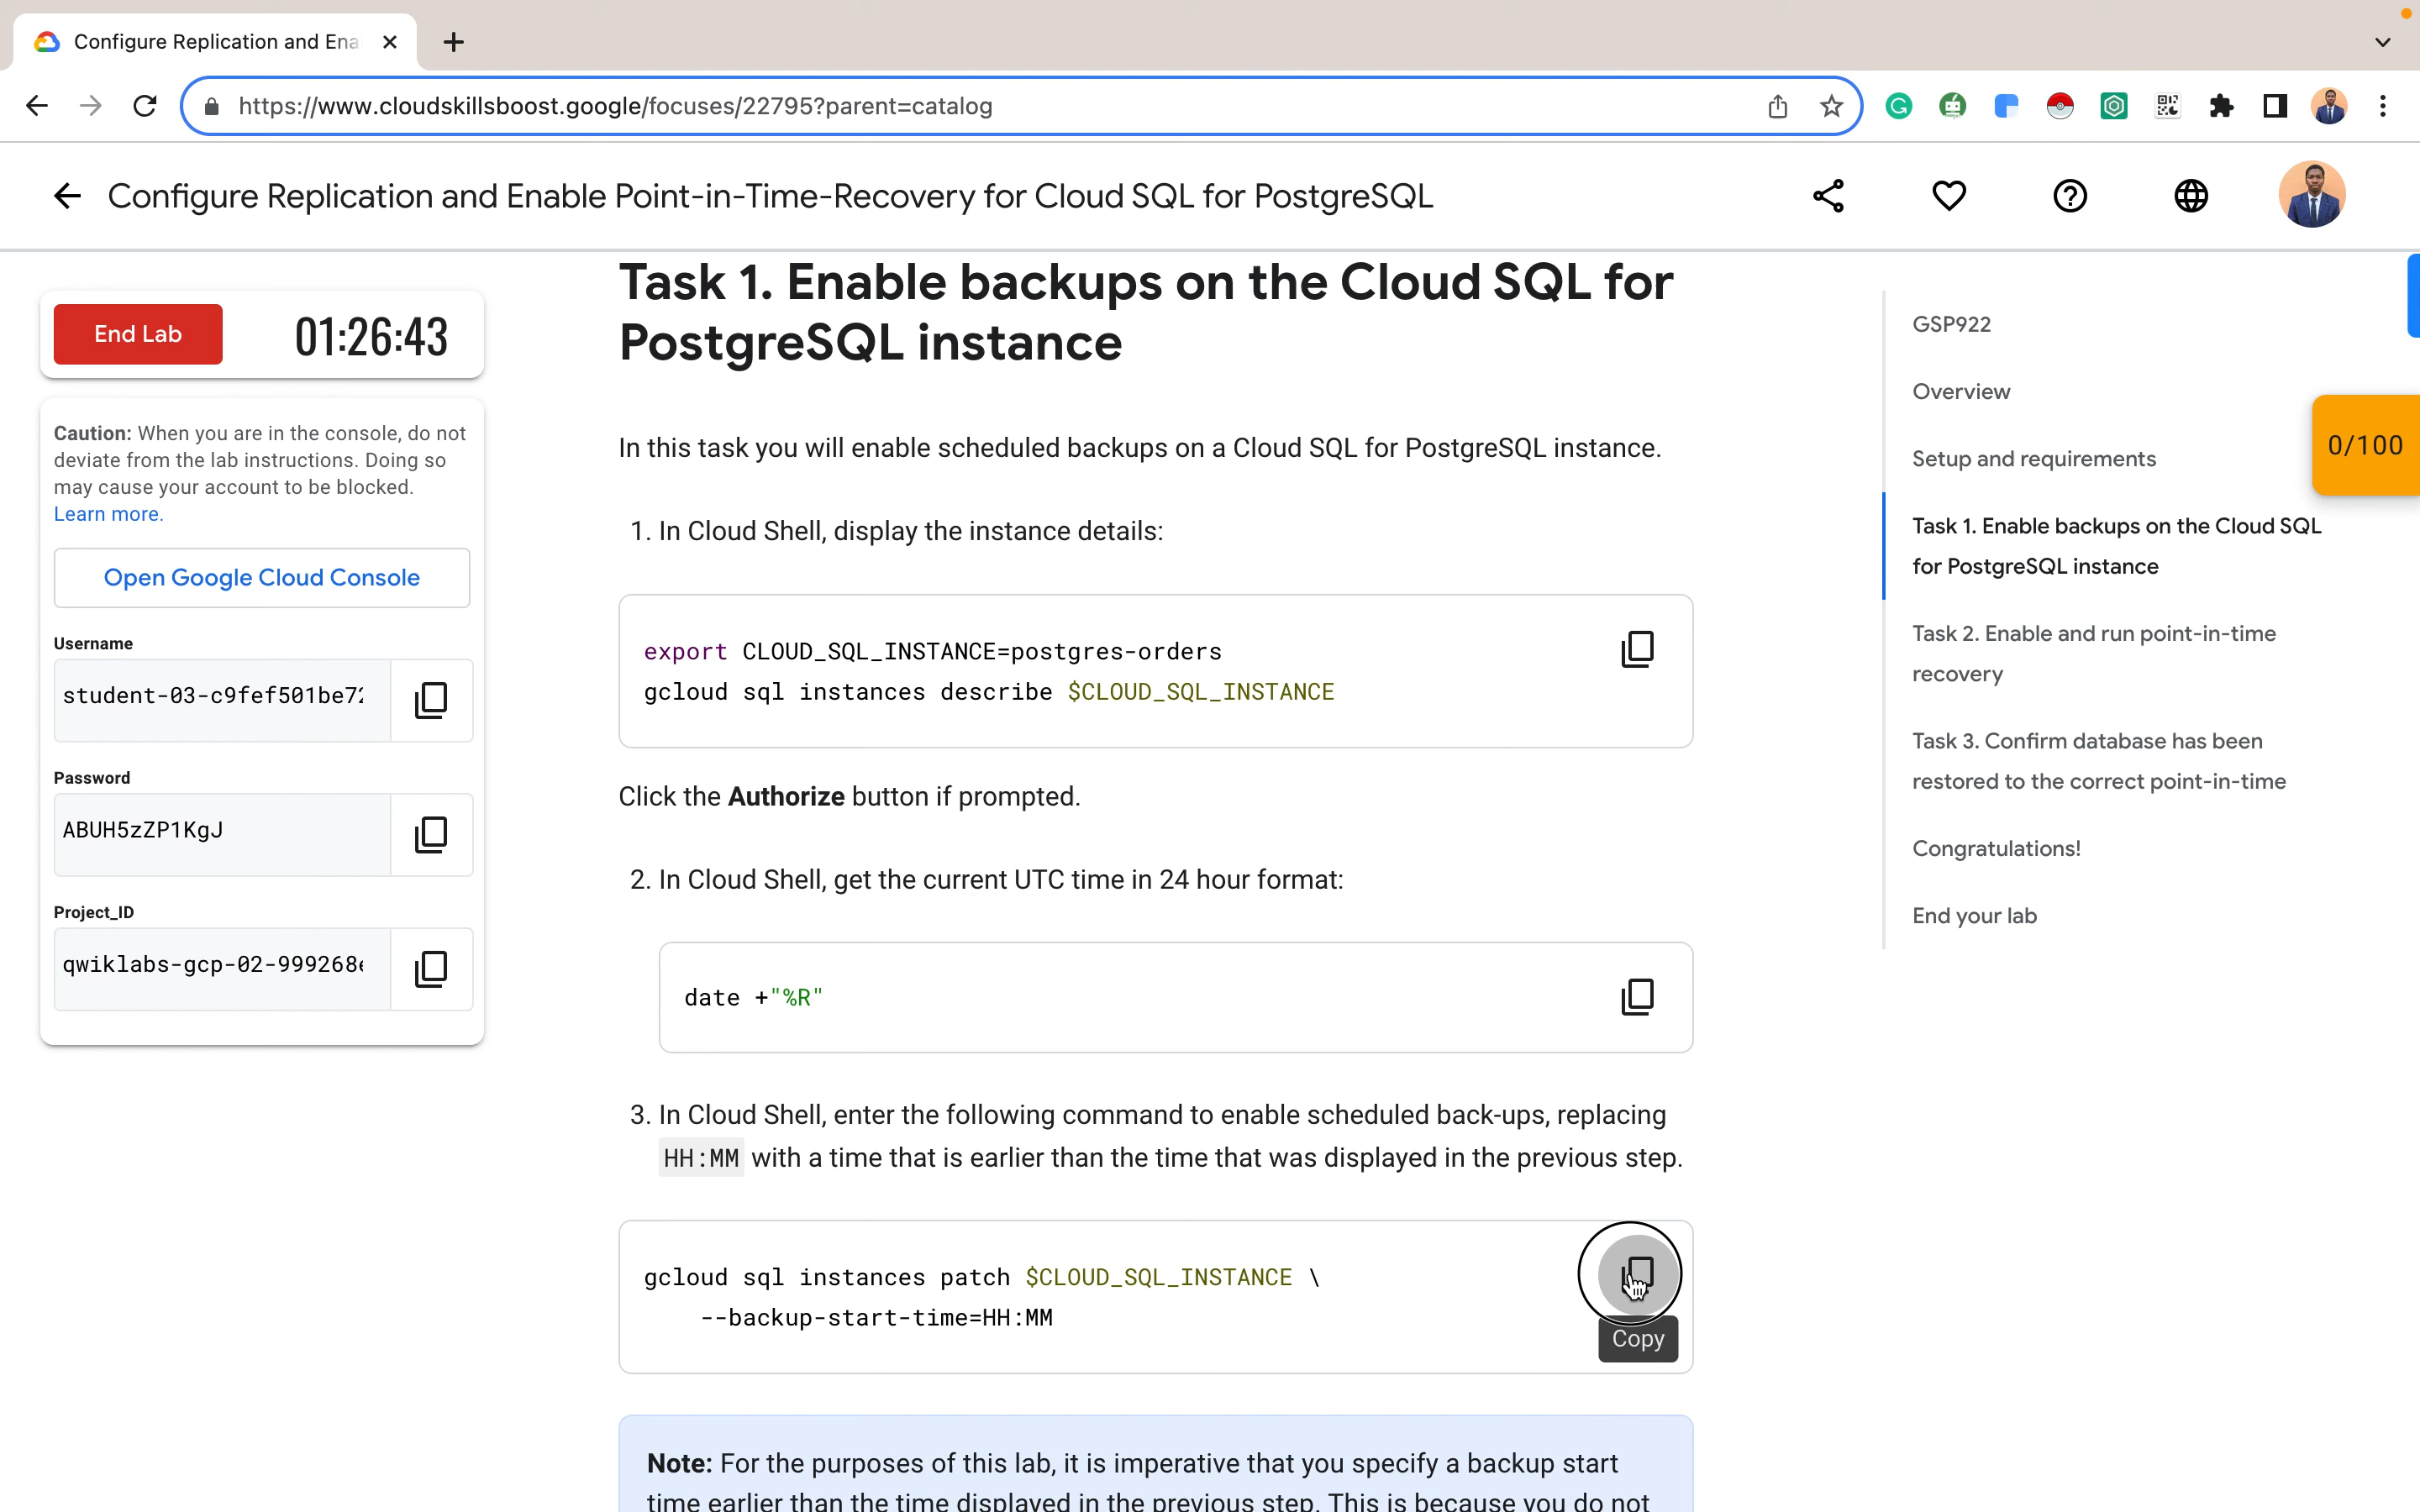 Configure Replication and Ena
https://www.cloudskillsboost.google/focuses/22795?parent=catalog
Configure Replication and Enable Point-in-Time-Recovery for Cloud SQL for PostgreSQL
End Lab
01:26:43
Caution: When you are in the console, do not
deviate from the lab instructions. Doing so
may cause your account to be blocked.
Learn more.
Open Google Cloud Console
Username
student-03-c9fef501be72
Password
ABUH5zZP1KgJ
Project_ID
qwiklabs-gcp-02-999268e
Task 1. Enable backups on the Cloud SQL for
PostgreSQL instance
In this task you will enable scheduled backups on a Cloud SQL for PostgreSQL instance.
1. In Cloud Shell, display the instance details:
export CLOUD_SQL_INSTANCE=postgres-orders
gcloud sql instances describe $CLOUD_SQL_INSTANCE
Click the Authorize button if prompted.
2. In Cloud Shell, get the current UTC time in 24 hour format:
date +"%R"
3. In Cloud Shell, enter the following command to enable scheduled back-ups, replacing
HH:MM with a time that is earlier than the time that was displayed in the previous step.
gcloud sql instances patch $CLOUD_SQL_INSTANCE \
--backup-start-time=HH:MM
Copy
Note: For the purposes of this lab, it is imperative that you specify a backup start
time earlier than the time displayed in the previous step. This is because you do not
GSP922
Overview
Setup and requirements
Task 1. Enable backups on the Cloud SQL
for PostgreSQL instance
Task 2. Enable and run point-in-time
recovery
Task 3. Confirm database has been
restored to the correct point-in-time
Congratulations!
End your lab
0/100